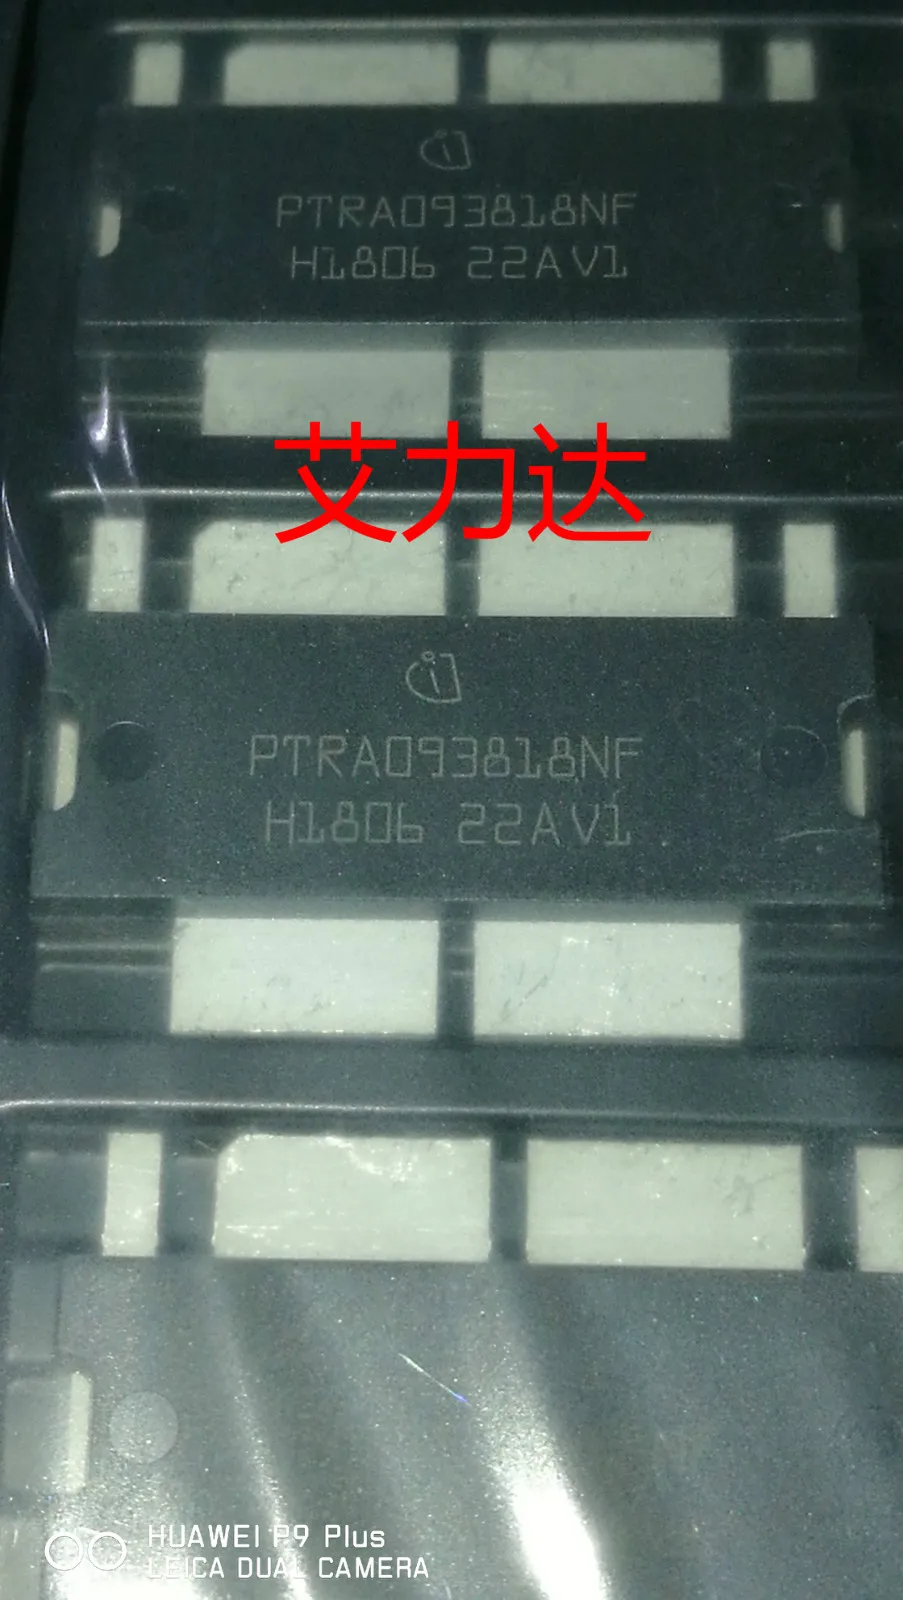 PTRA093818NF
H1806 22AV1
艾力达
PTRA093818NF
H1806 22AV1
HUAWEI P9 Plus
LEICA DUAL CAMERA